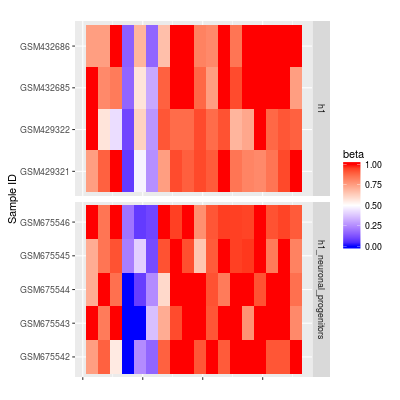 GSM432686
GSM432685
GSM429322
GSM429321
h1
GSM675546
GSM675545
GSM675544
GSM675543
GSM675542
h1_neuronal_progenitors
Sample ID
beta
1.00
0.75
0.50
0.25
0.00